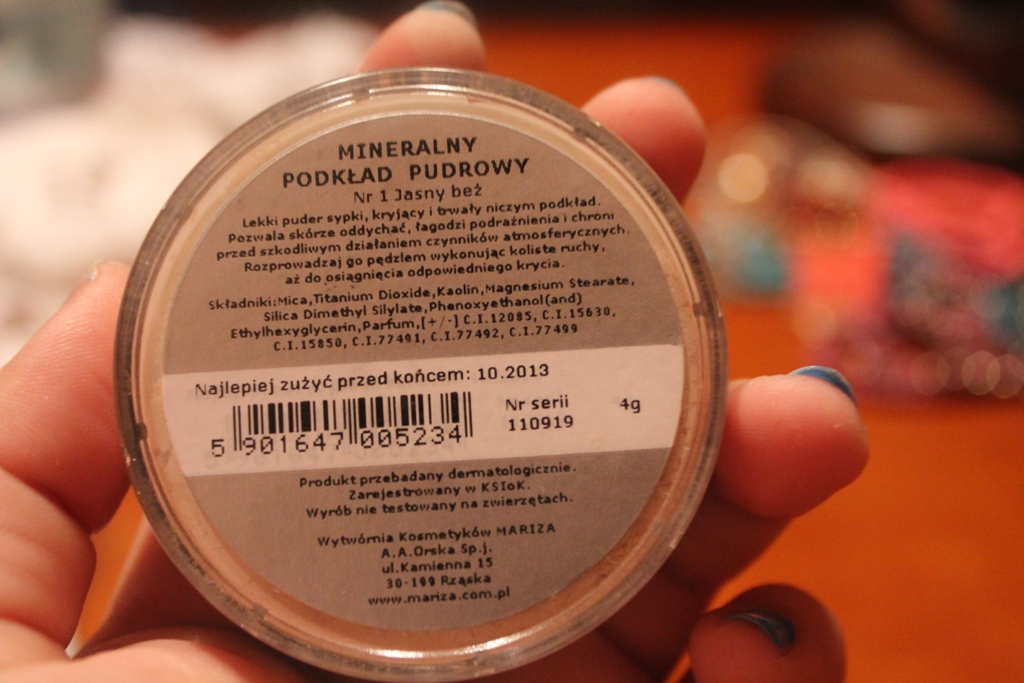 MINERALNY
PODKŁAD PUDROWY
Nr 1 Jasny beż
Lekki puder sypki, kryjący i trwały niczym podkład.
Pozwala skórze oddychać, łagodzi podrażnienia i chroni
przed szkodliwym działaniem czynników atmosferycznych.
Rozprowadzaj go pędzlem wykonując koliste ruchy,
aż do osiągnięcia odpowiedniego krycia.
Składniki:Mica,Titanium Dioxide,Kaolin,Magnesium Stearate,
Silica Dimethyl Silylate,Phenoxyethanol(and)
Ethylhexyglycerin,Parfum,[+/-] C.I.12085, C.I.15630,
C.I.15850, C.I.77491, C.I.77492, C.I.77499
Najlepiej zużyć przed końcem: 10.2013
5 901647 005234
Nr serii 4g
110919
Produkt przebadany dermatologicznie.
Zarejestrowany w KSIoK.
Wyrób nie testowany na zwierzętach.
Wytwórnia Kosmetyków MARIZA
A.A.Orska Sp.j.
ul.Kamienna 15
30-199 Rząska
www.mariza.com.pl